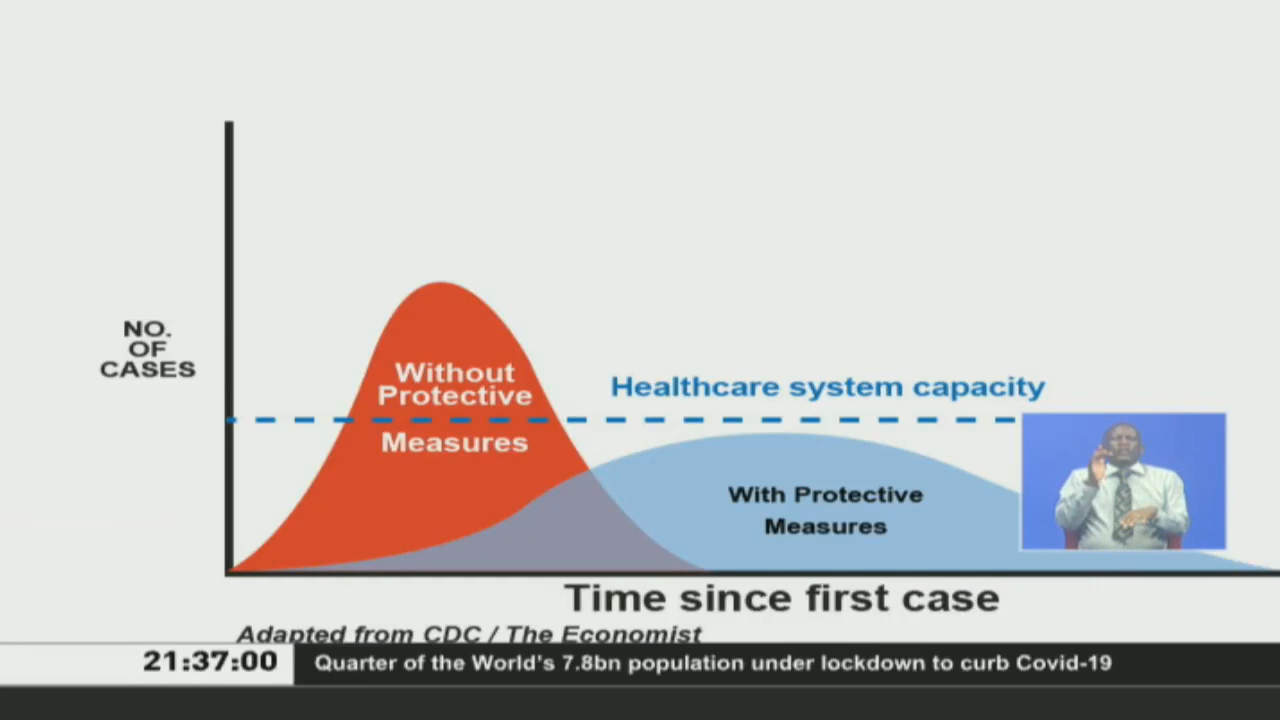 NO.
OF
CASES
Without
Protective
Measures
Healthcare system capacity
With Protective
Measures
Time since first case
Adapted from CDC / The Economist
21:37:00
Quarter of the World's 7.8bn population under lockdown to curb Covid-19